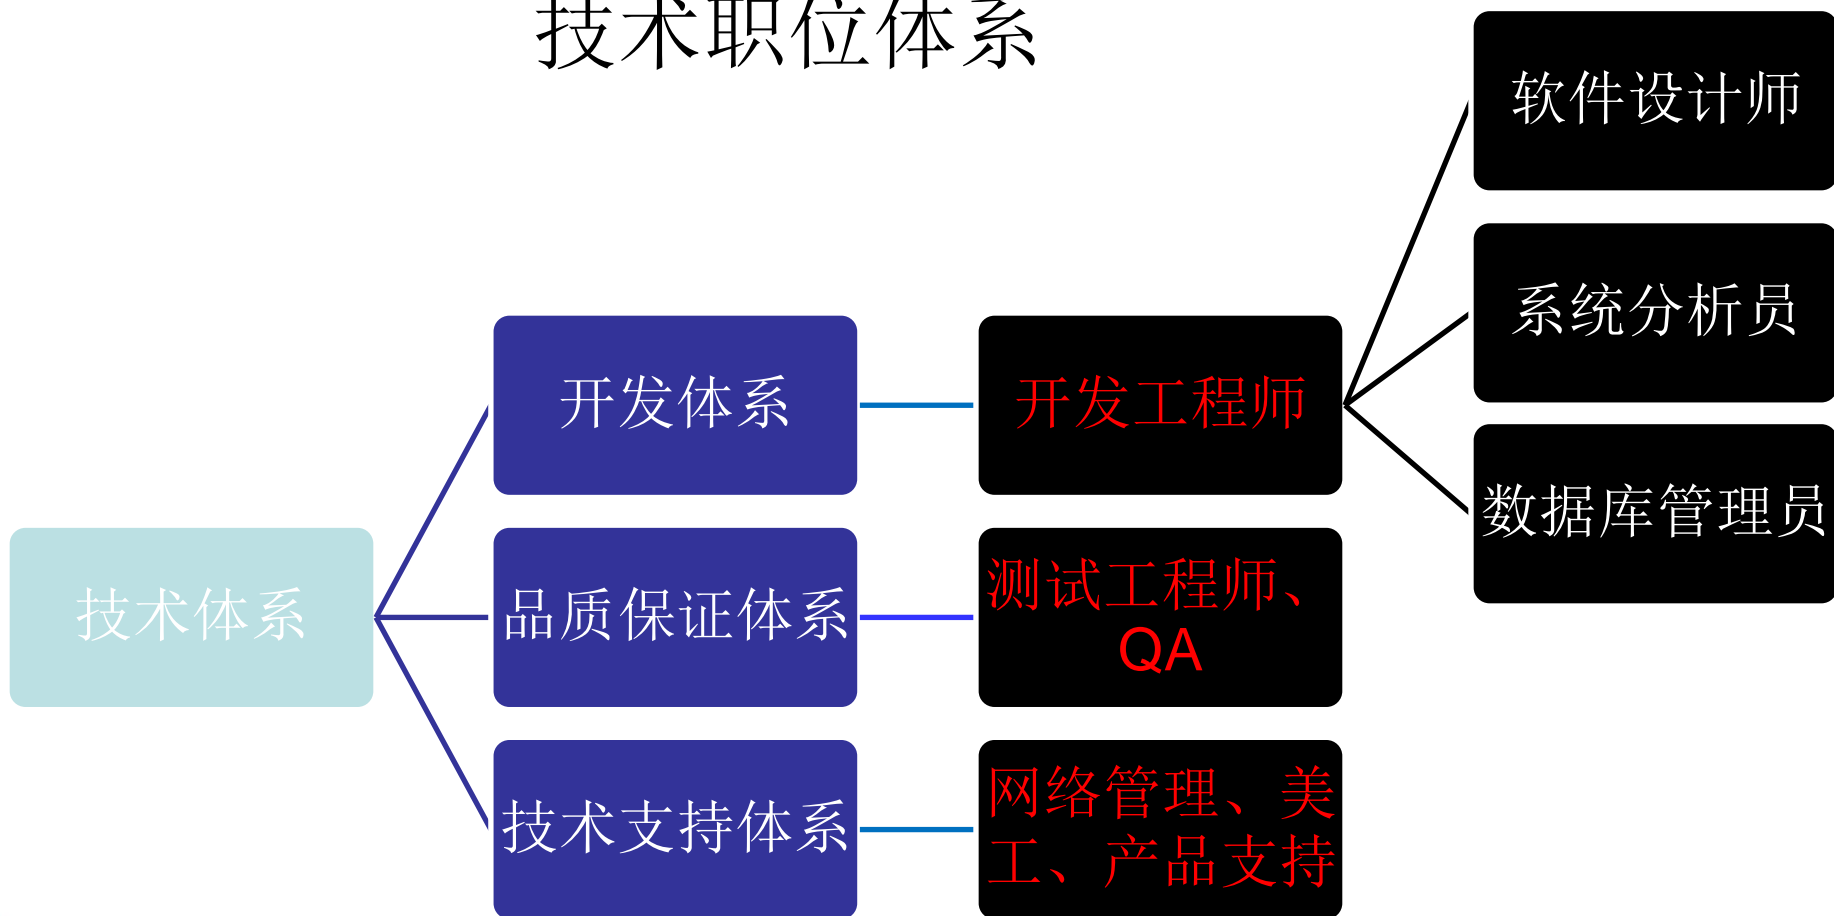 技术职位体系
软件设计师
系统分析员
开发体系
开发工程师
数据库管理员
技术体系
品质保证体系
测试工程师、
QA
技术支持体系
网络管理、美
工、产品支持